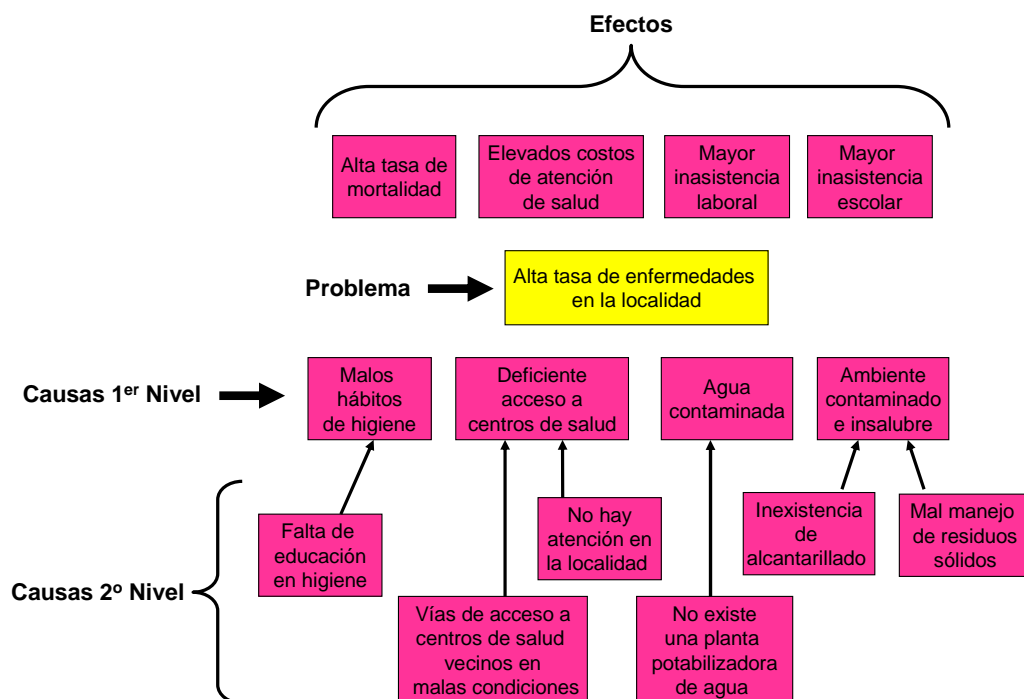 Efectos
Alta tasa de
mortalidad
Elevados costos
de atención
de salud
Mayor
inasistencia
laboral
Mayor
inasistencia
escolar
Problema
Alta tasa de enfermedades
en la localidad
Causas 1er Nivel
Malos
hábitos
de higiene
Deficiente
acceso a
centros de salud
Agua
contaminada
Ambiente
contaminado
e insalubre
Causas 2º Nivel
Falta de
educación
en higiene
No hay
atención en
la localidad
Inexistencia
de
alcantarillado
Mal manejo
de residuos
sólidos
Vías de acceso a
centros de salud
vecinos en
malas condiciones
No existe
una planta
potabilizadora
de agua